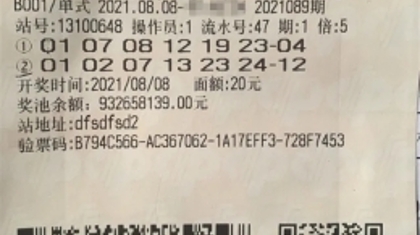 B001/单式 2021.08.08- 2021089期
站号:13100648 操作员:1 流水号:47 期:1 倍:5
① 01 07 08 12 19 23-04
② 01 02 07 13 23 24-12
开奖时间:2021/08/08 面额:20元
奖池余额: 932658139.00元
站地址:dfsdfsd2
验票码:B794C566-AC367062-1A17EFF3-728F7453